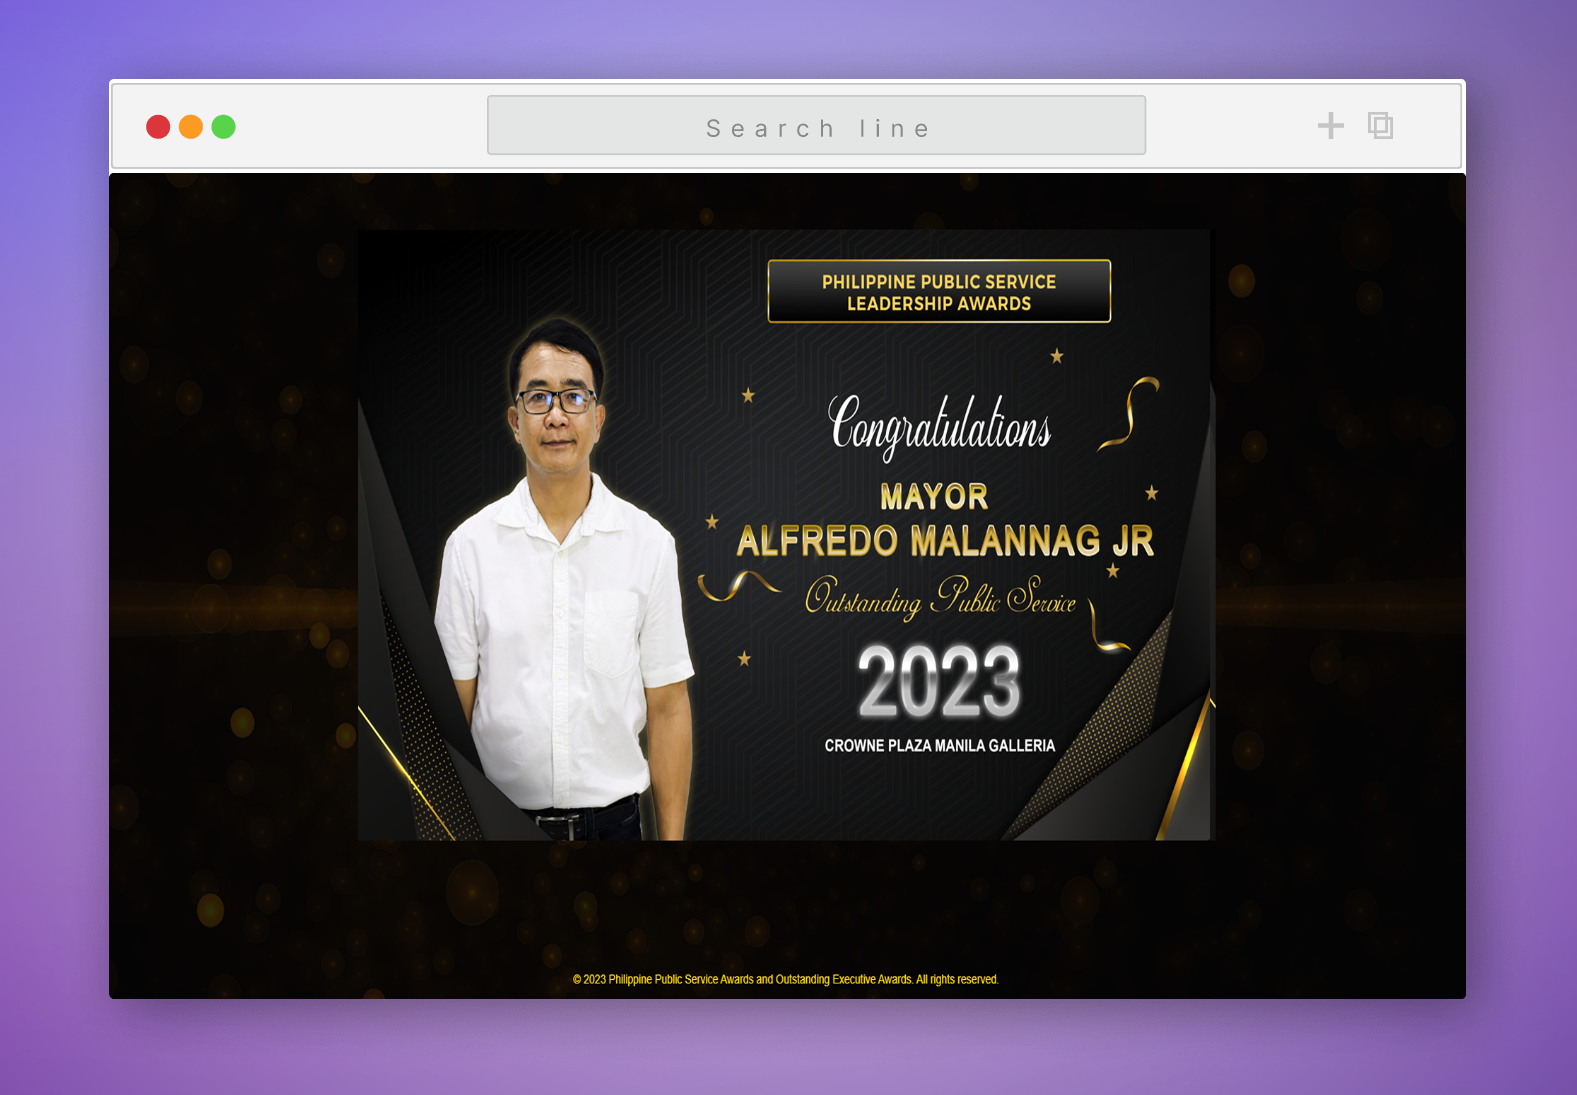 Search line
PHILIPPINE PUBLIC SERVICE
LEADERSHIP AWARDS
Congratulations
MAYOR
ALFREDO MALANNAG JR
Outstanding Public Service
2023
CROWNE PLAZA MANILA GALLERIA
© 2023 Philippine Public Service Awards and Outstanding Executive Awards. All rights reserved.